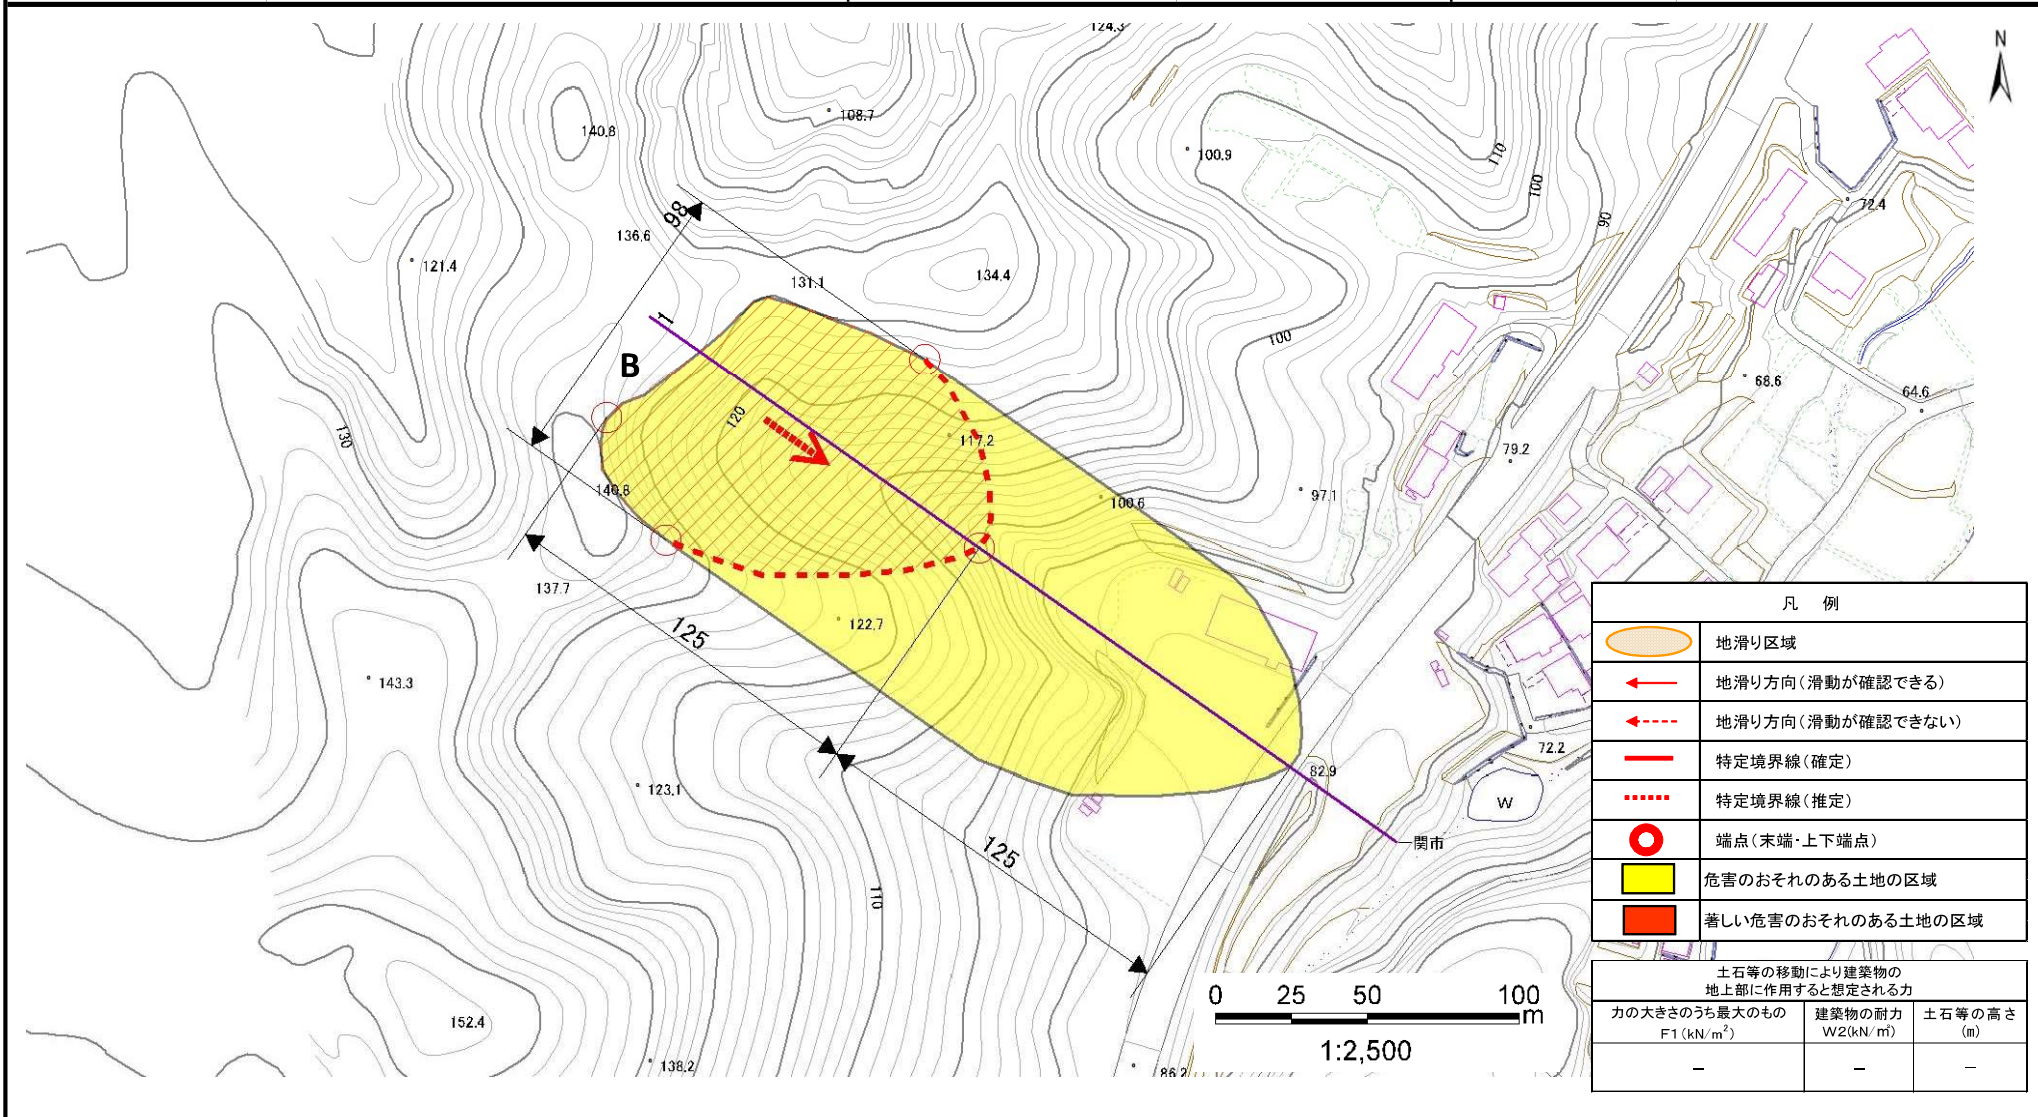 124.3
N
108.7
140.8
100.9
110
100
72.4
98
90
136.6
121.4
134.4
131.1
100
68.6
64.6
B
1
120
130
117.2
79.2
140.8
97.1
100.6
137.7
122.7
125
143.3
72.2
82.9
123.1
W
関市
125
110
152.4
138.2
86.2
0 25 50 100
m
1:2,500
凡 例
地滑り区域
地滑り方向(滑動が確認できる)
地滑り方向(滑動が確認できない)
特定境界線(確定)
特定境界線(推定)
端点(末端・上下端点)
危害のおそれのある土地の区域
著しい危害のおそれのある土地の区域
土石等の移動により建築物の
地上部に作用すると想定される力
力の大きさのうち最大のもの
F1(kN/m²)
建築物の耐力
W2(kN/㎡)
土石等の高さ
(m)
− − −